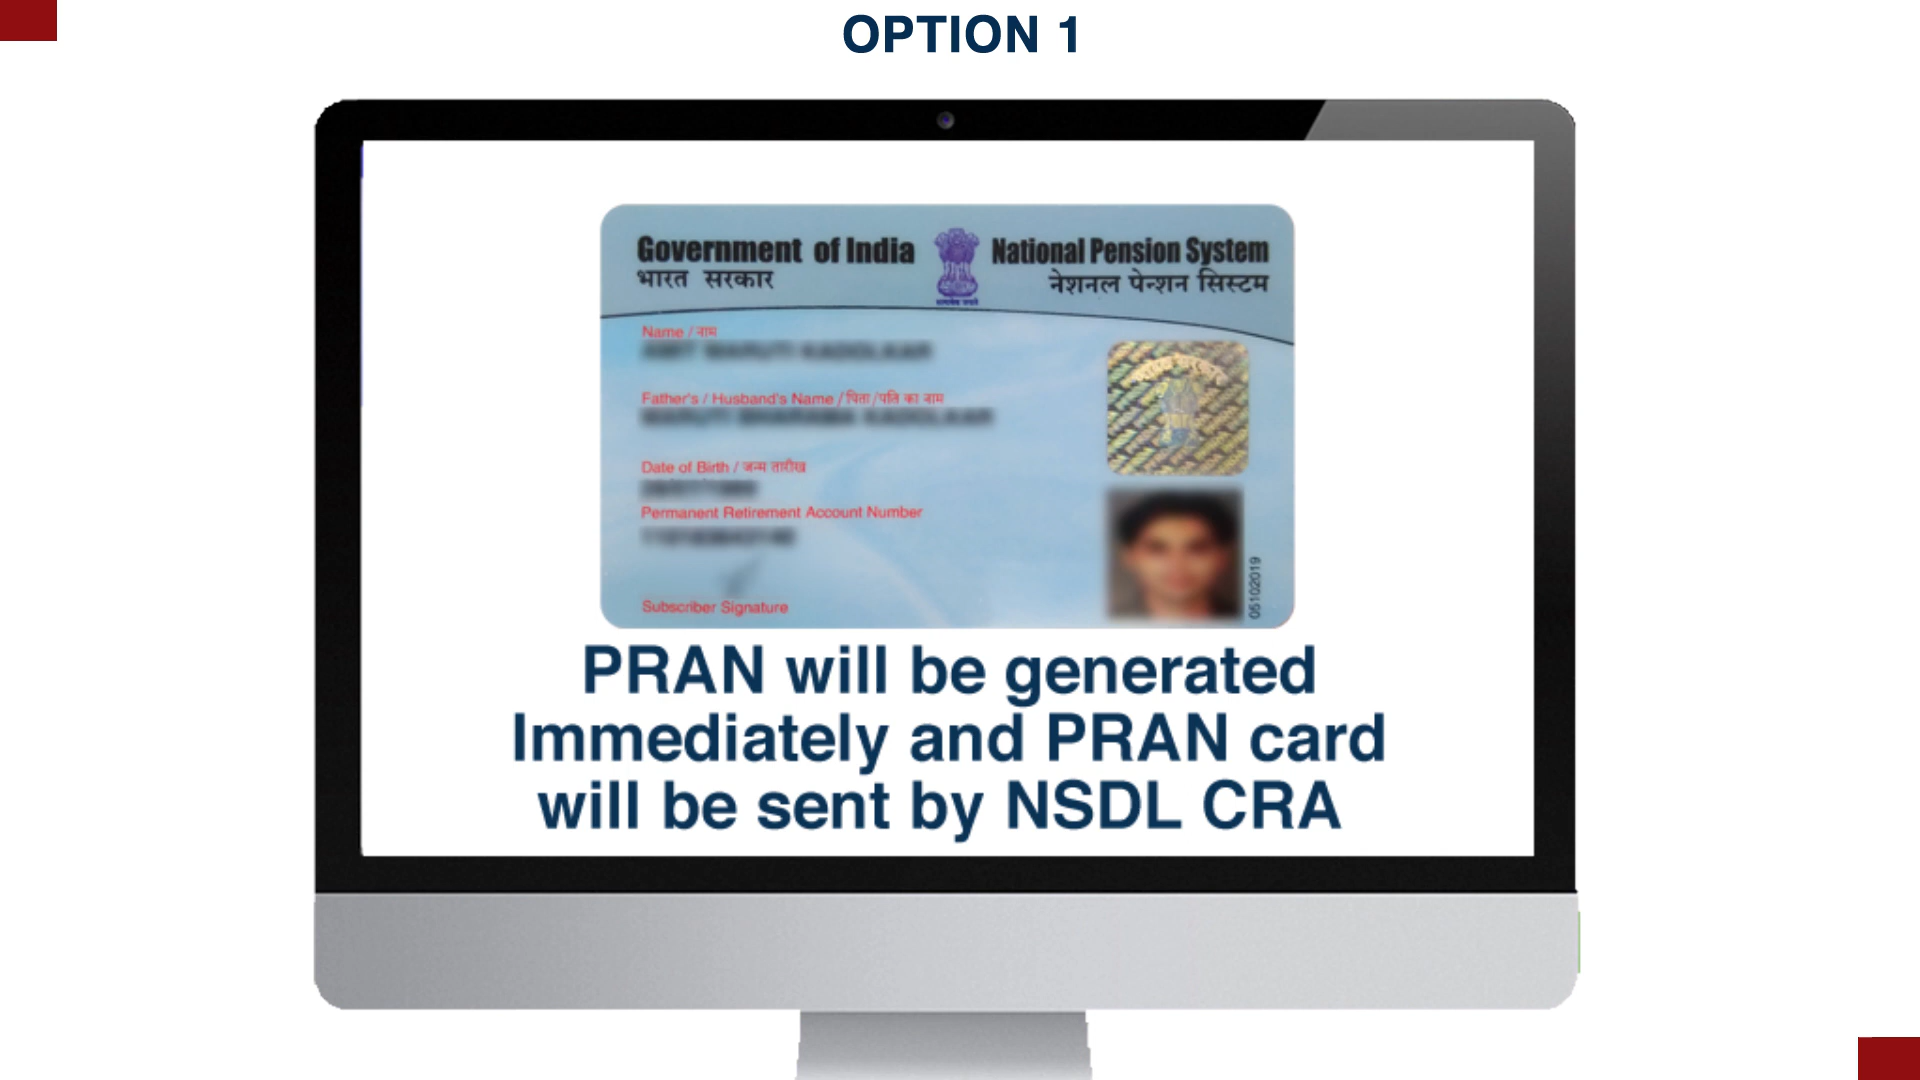 OPTION 1
Government of India
भारत सरकार
National Pension System
नेशनल पेन्शन सिस्टम
Name / नाम
Father's / Husband's Name / पिता/पति का नाम
Date of Birth / जन्म तारीख
Permanent Retirement Account Number
Subscriber Signature
05102019
PRAN will be generated
Immediately and PRAN card
will be sent by NSDL CRA